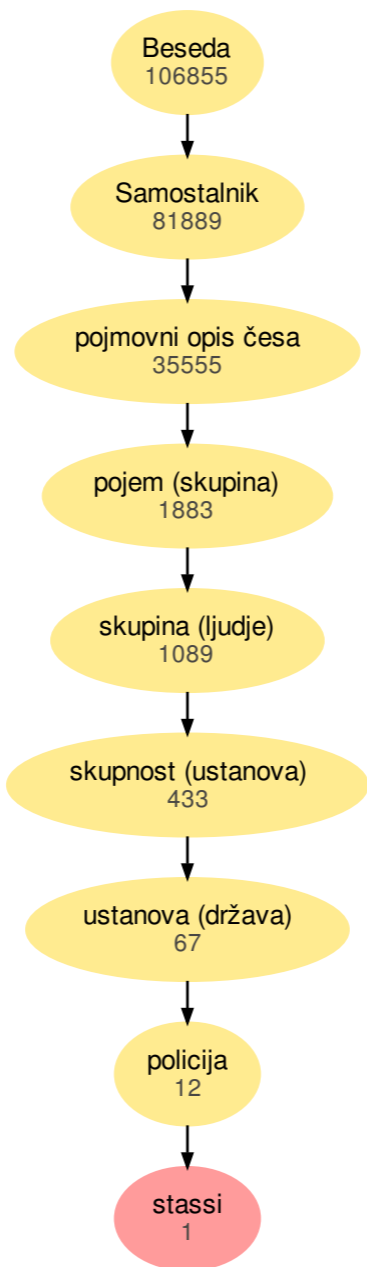 Beseda
106855
Samostalnik
81889
pojmovni opis česa
35555
pojem (skupina)
1883
skupina (ljudje)
1089
skupnost (ustanova)
433
ustanova (država)
67
policija
12
stassi
1